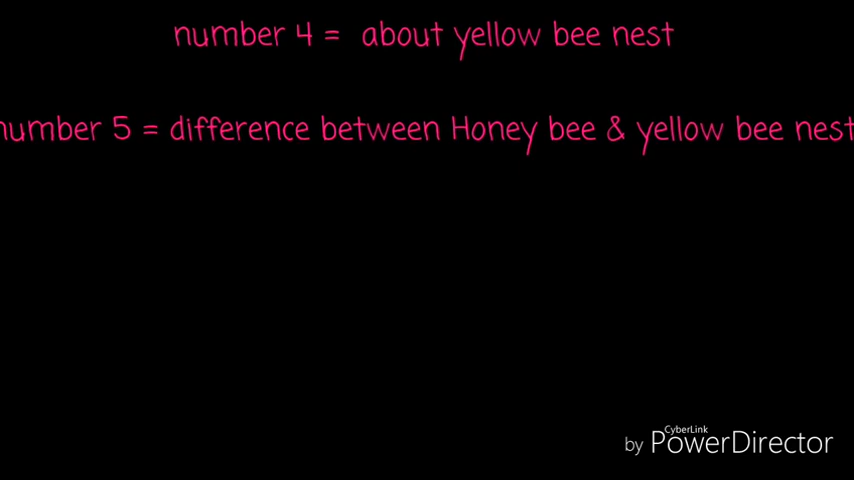 number 4 = about yellow bee nest
number 5 = difference between Honey bee & yellow bee nest
CyberLink
by PowerDirector